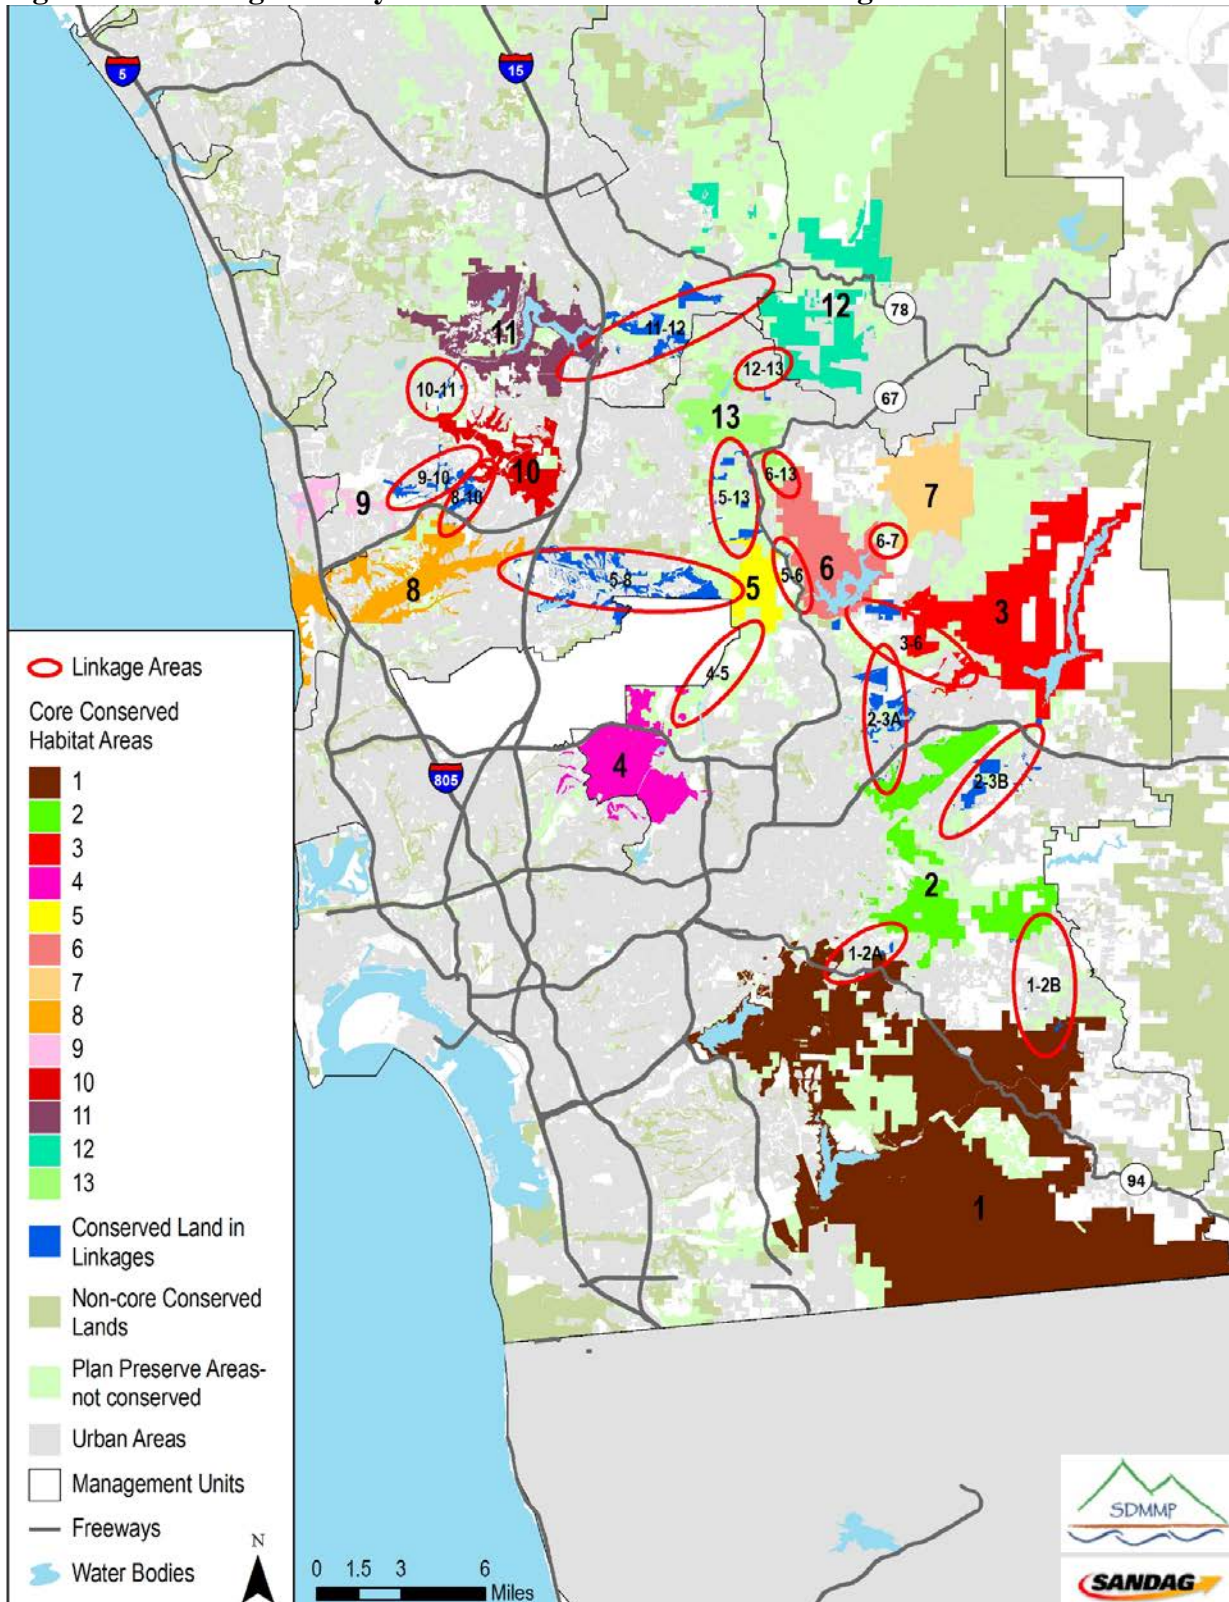 5
15
11
11-12
12
78
12-13
10-11
67
13
9-10
10
6-13
9
8-10
5-13
7
6-7
5-8
5-6
6
8
5
3
3-6
4-5
2-3A
4
805
2-3B
2
1-2A
1-2B
94
1
Linkage Areas
Core Conserved
Habitat Areas
1
2
3
4
5
6
7
8
9
10
11
12
13
Conserved Land in
Linkages
Non-core Conserved
Lands
Plan Preserve Areas-
not conserved
Urban Areas
Management Units
Freeways
Water Bodies
N
0 1.5 3 6
Miles
SDMMP
SANDAG